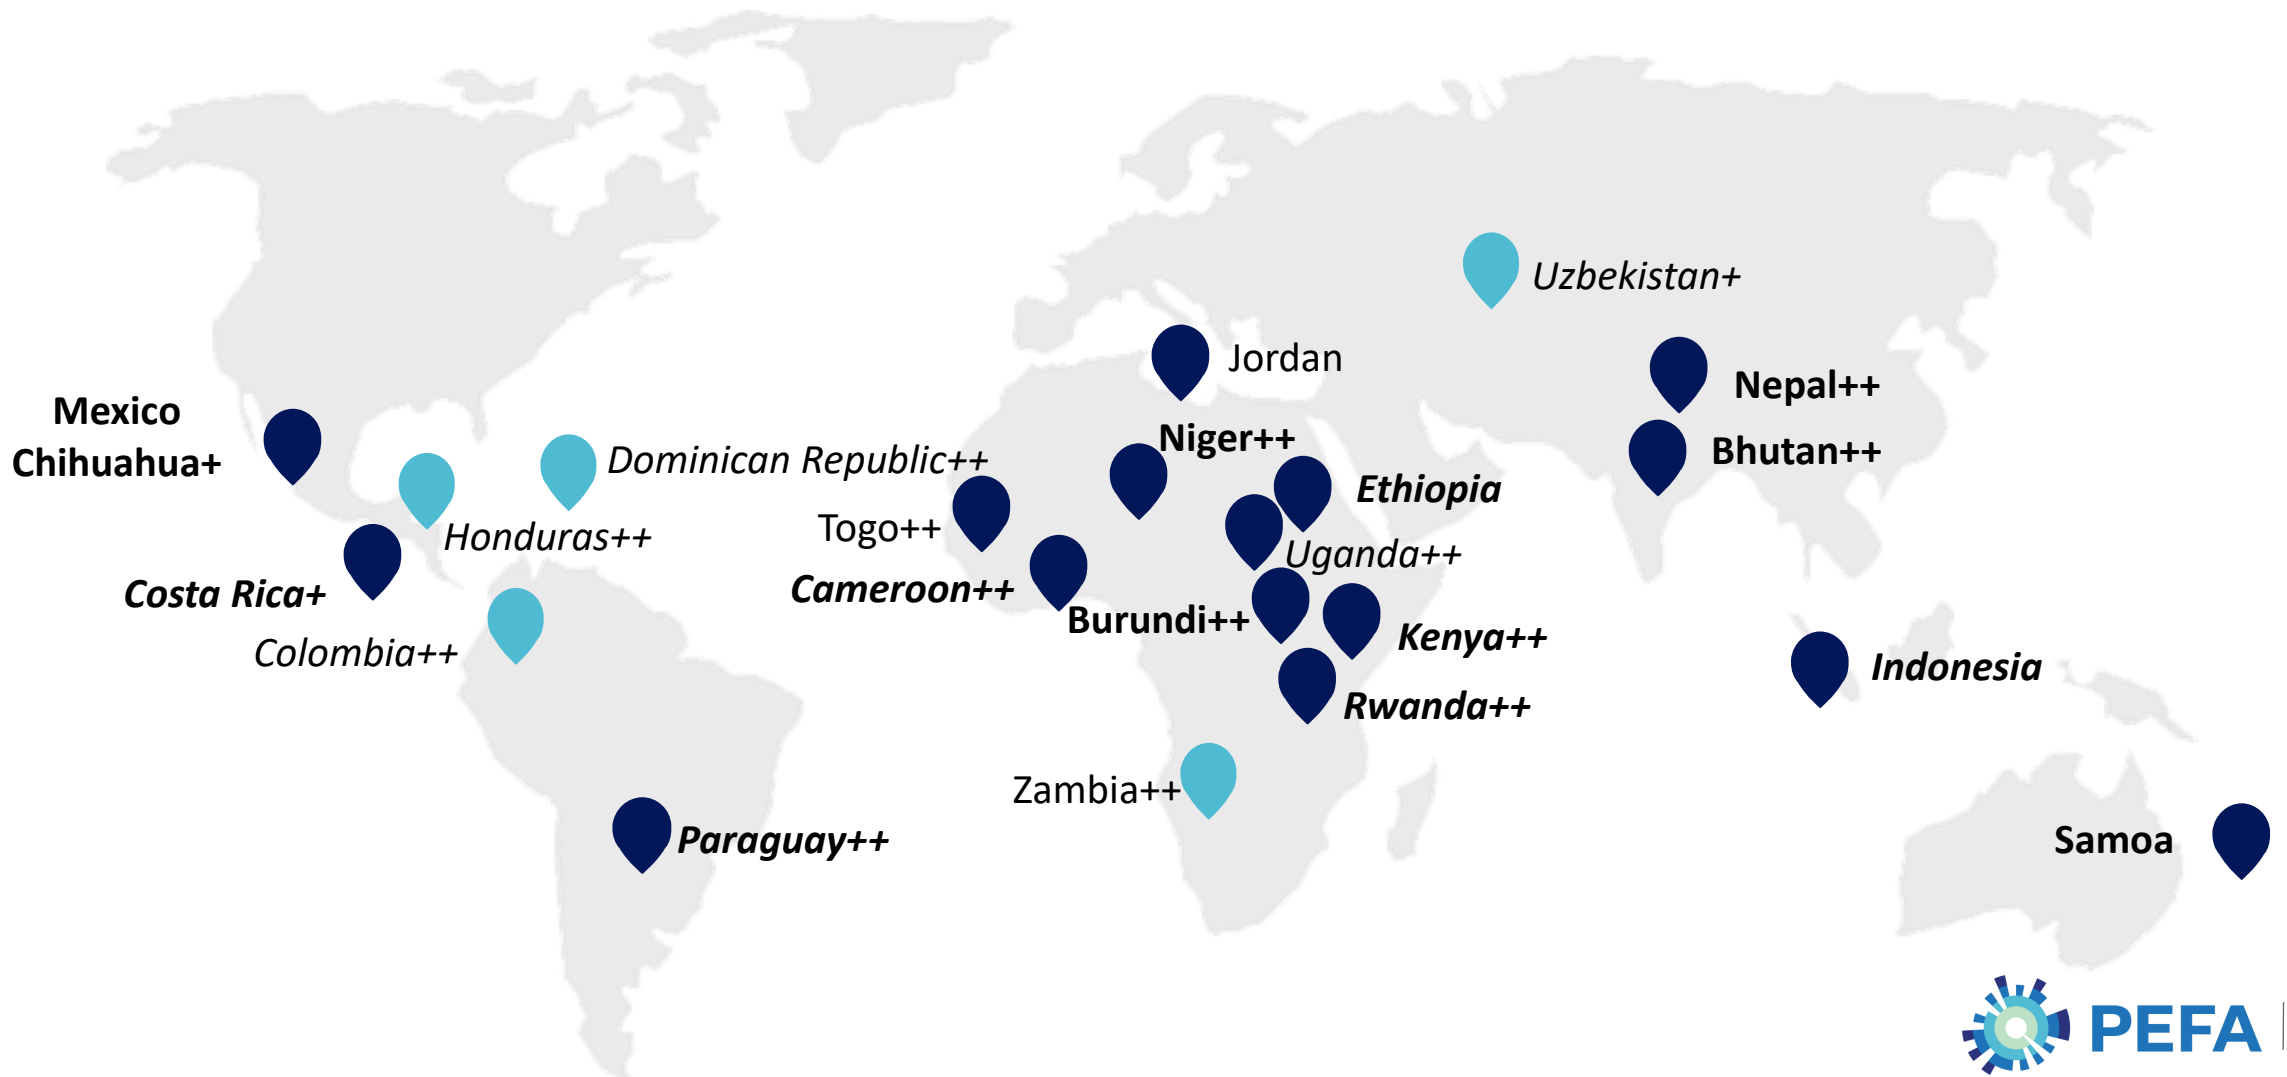 Uzbekistan+
Jordan
Nepal++
Mexico
Chihuahua+
Niger++
Bhutan++
Dominican Republic++
Ethiopia
Togo++
Honduras++
Uganda++
Cameroon++
Costa Rica+
Burundi++
Kenya++
Colombia++
Indonesia
Rwanda++
Zambia++
Paraguay++
Samoa
PEFA